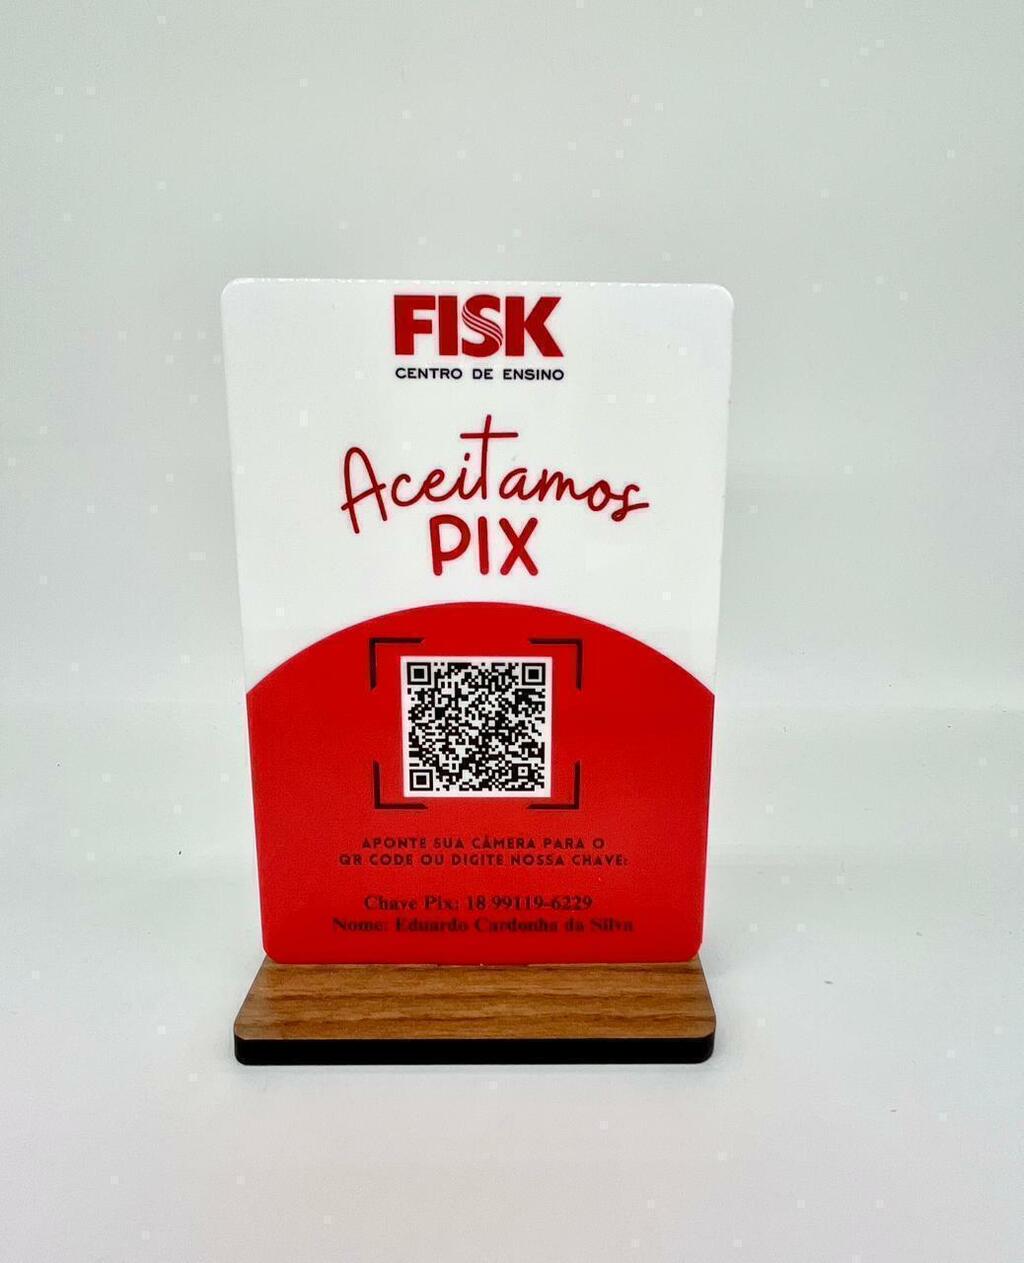 FISK
CENTRO DE ENSINO
Aceitamos
PIX
APONTE SUA CÂMERA PARA O
QR CODE OU DIGITE NOSSA CHAVE:
Chave Pix: 18 99119-6229
Nome: Eduardo Cardonha da Silva